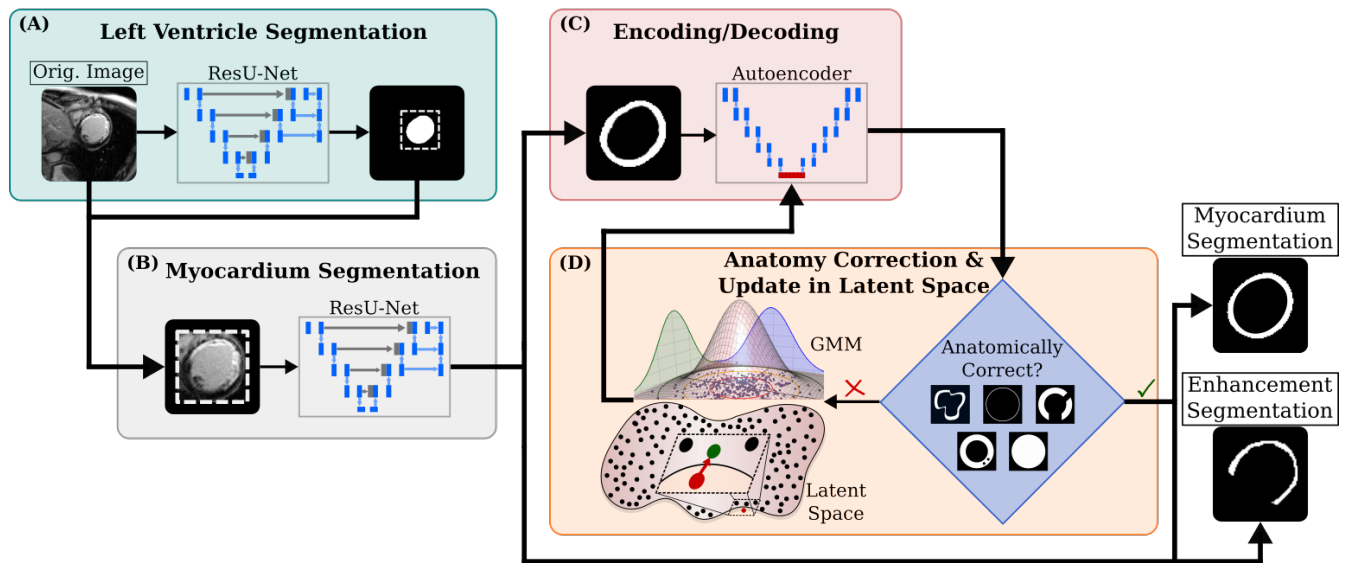 (A)
Left Ventricle Segmentation
Orig. Image
ResU-Net
(B)
Myocardium Segmentation
ResU-Net
(C)
Encoding/Decoding
Autoencoder
(D)
Anatomy Correction &
Update in Latent Space
GMM
Anatomically
Correct?
Latent
Space
Myocardium
Segmentation
Enhancement
Segmentation